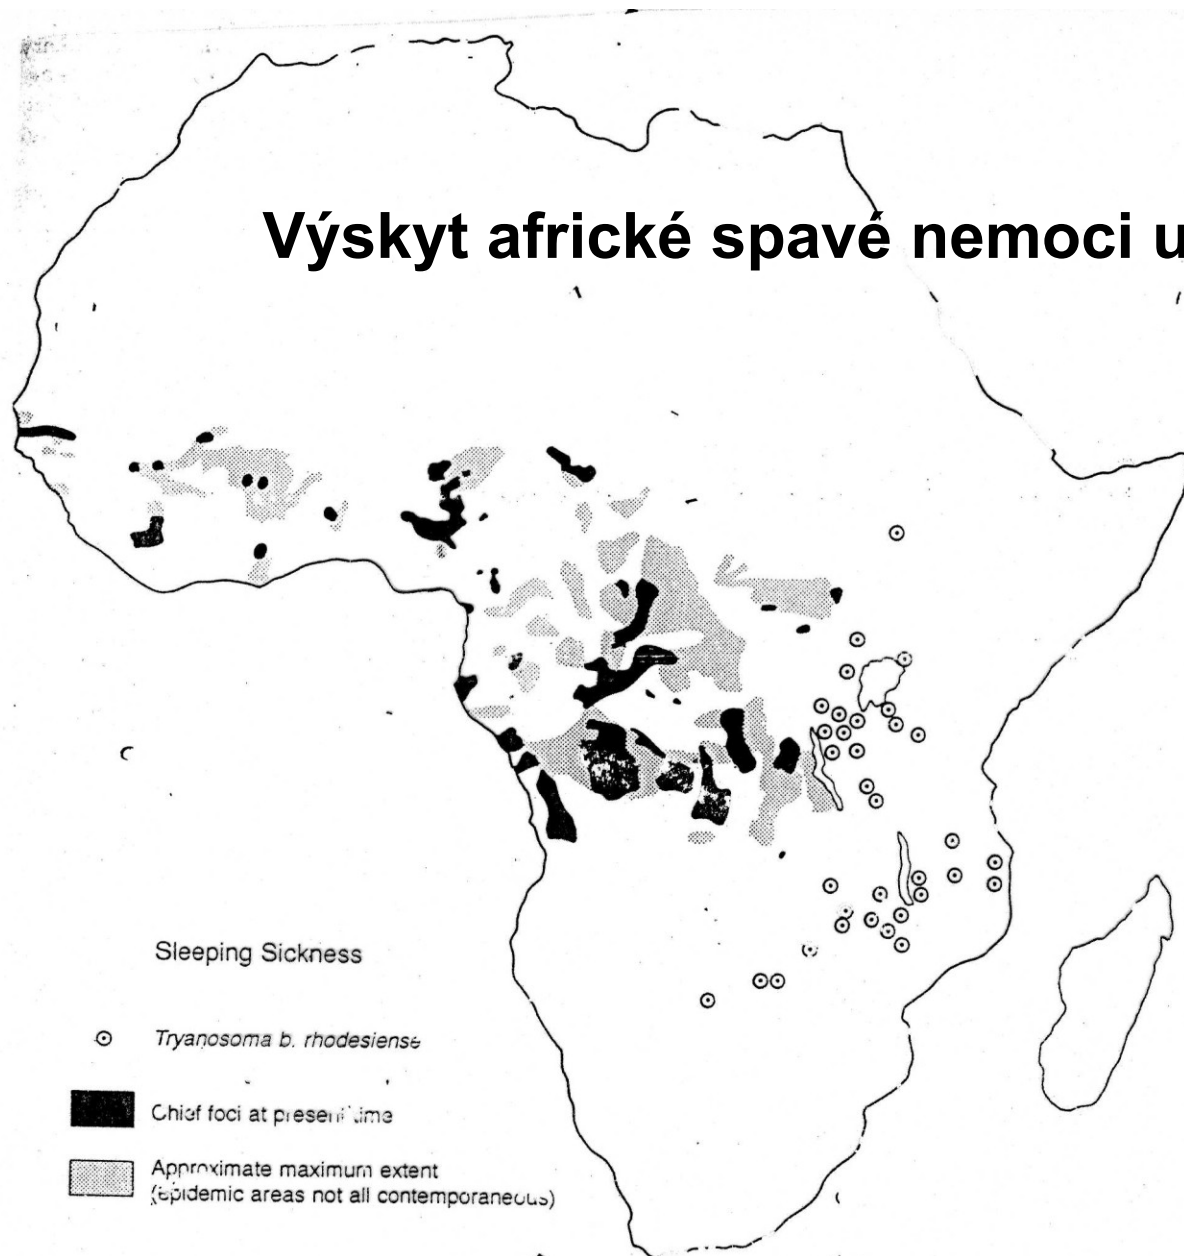 Výskyt africké spavé nemoci u
Sleeping Sickness
Tryanosoma b. rhodesiense
Chief foci at present time
Approximate maximum extent
(epidemic areas not all contemporaneous)